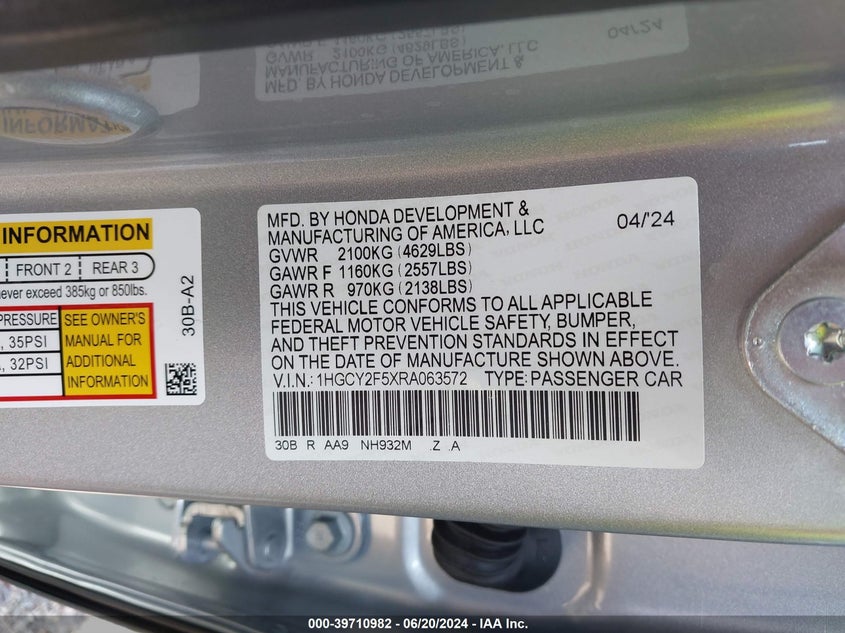 MFD. BY HONDA DEVELOPMENT &
MANUFACTURING OF AMERICA, LLC
04/'24
GVWR 2100KG (4629LBS)
GAWR F 1160KG (2557LBS)
GAWR R 970KG (2138LBS)
THIS VEHICLE CONFORMS TO ALL APPLICABLE
FEDERAL MOTOR VEHICLE SAFETY, BUMPER,
AND THEFT PREVENTION STANDARDS IN EFFECT
ON THE DATE OF MANUFACTURE SHOWN ABOVE.
V.I.N.: 1HGCY2F5XRA063572 TYPE: PASSENGER CAR
30B R AA9 NH932M .Z .A
INFORMATION
FRONT 2 REAR 3
never exceed 385kg or 850lbs.
PRESSURE
35PSI
32PSI
SEE OWNER'S
MANUAL FOR
ADDITIONAL
INFORMATION
30B-A2
000-39710982 / 06/20/2024 - IAA Inc.